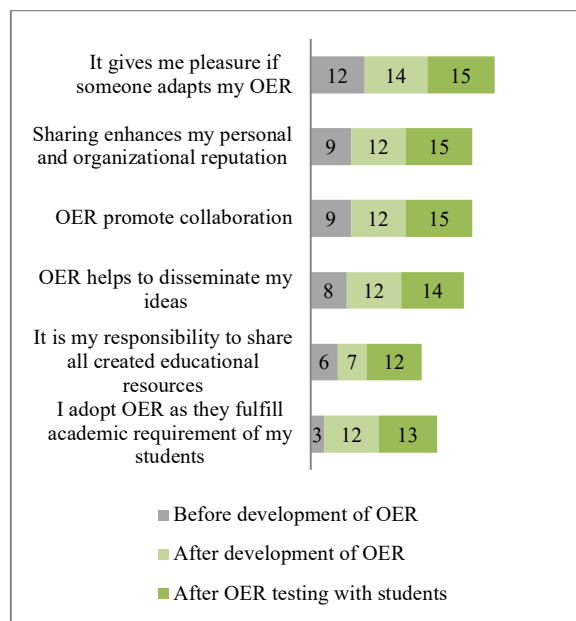 It gives me pleasure if
someone adapts my OER
12 14 15
Sharing enhances my personal
and organizational reputation
9 12 15
OER promote collaboration
9 12 15
OER helps to disseminate my
ideas
8 12 14
It is my responsibility to share
all created educational
resources
6 7 12
I adopt OER as they fulfill
academic requirement of my
students
3 12 13
Before development of OER
After development of OER
After OER testing with students